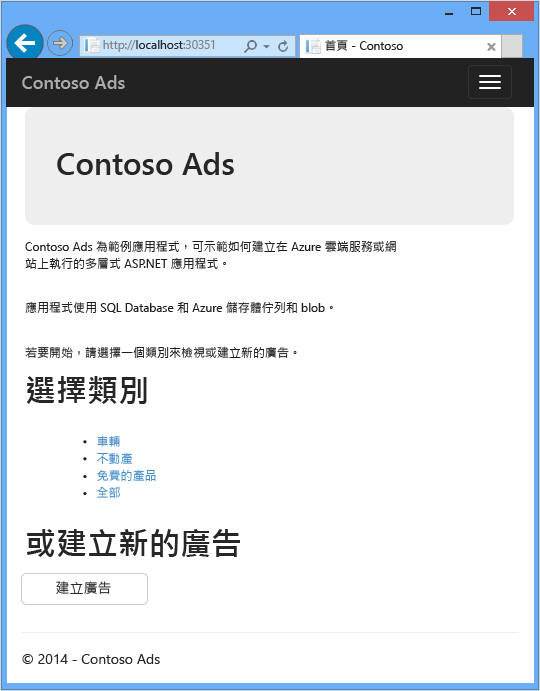 http://localhost:30351
首頁 - Contoso
Contoso Ads
Contoso Ads
Contoso Ads 為範例應用程式，可示範如何建立在 Azure 雲端服務或網
站上執行的多層式 ASP.NET 應用程式。
應用程式使用 SQL Database 和 Azure 儲存體佇列和 blob。
若要開始，請選擇一個類別來檢視或建立新的廣告。
選擇類別
車輛
不動產
免費的產品
全部
或建立新的廣告
建立廣告
© 2014 - Contoso Ads